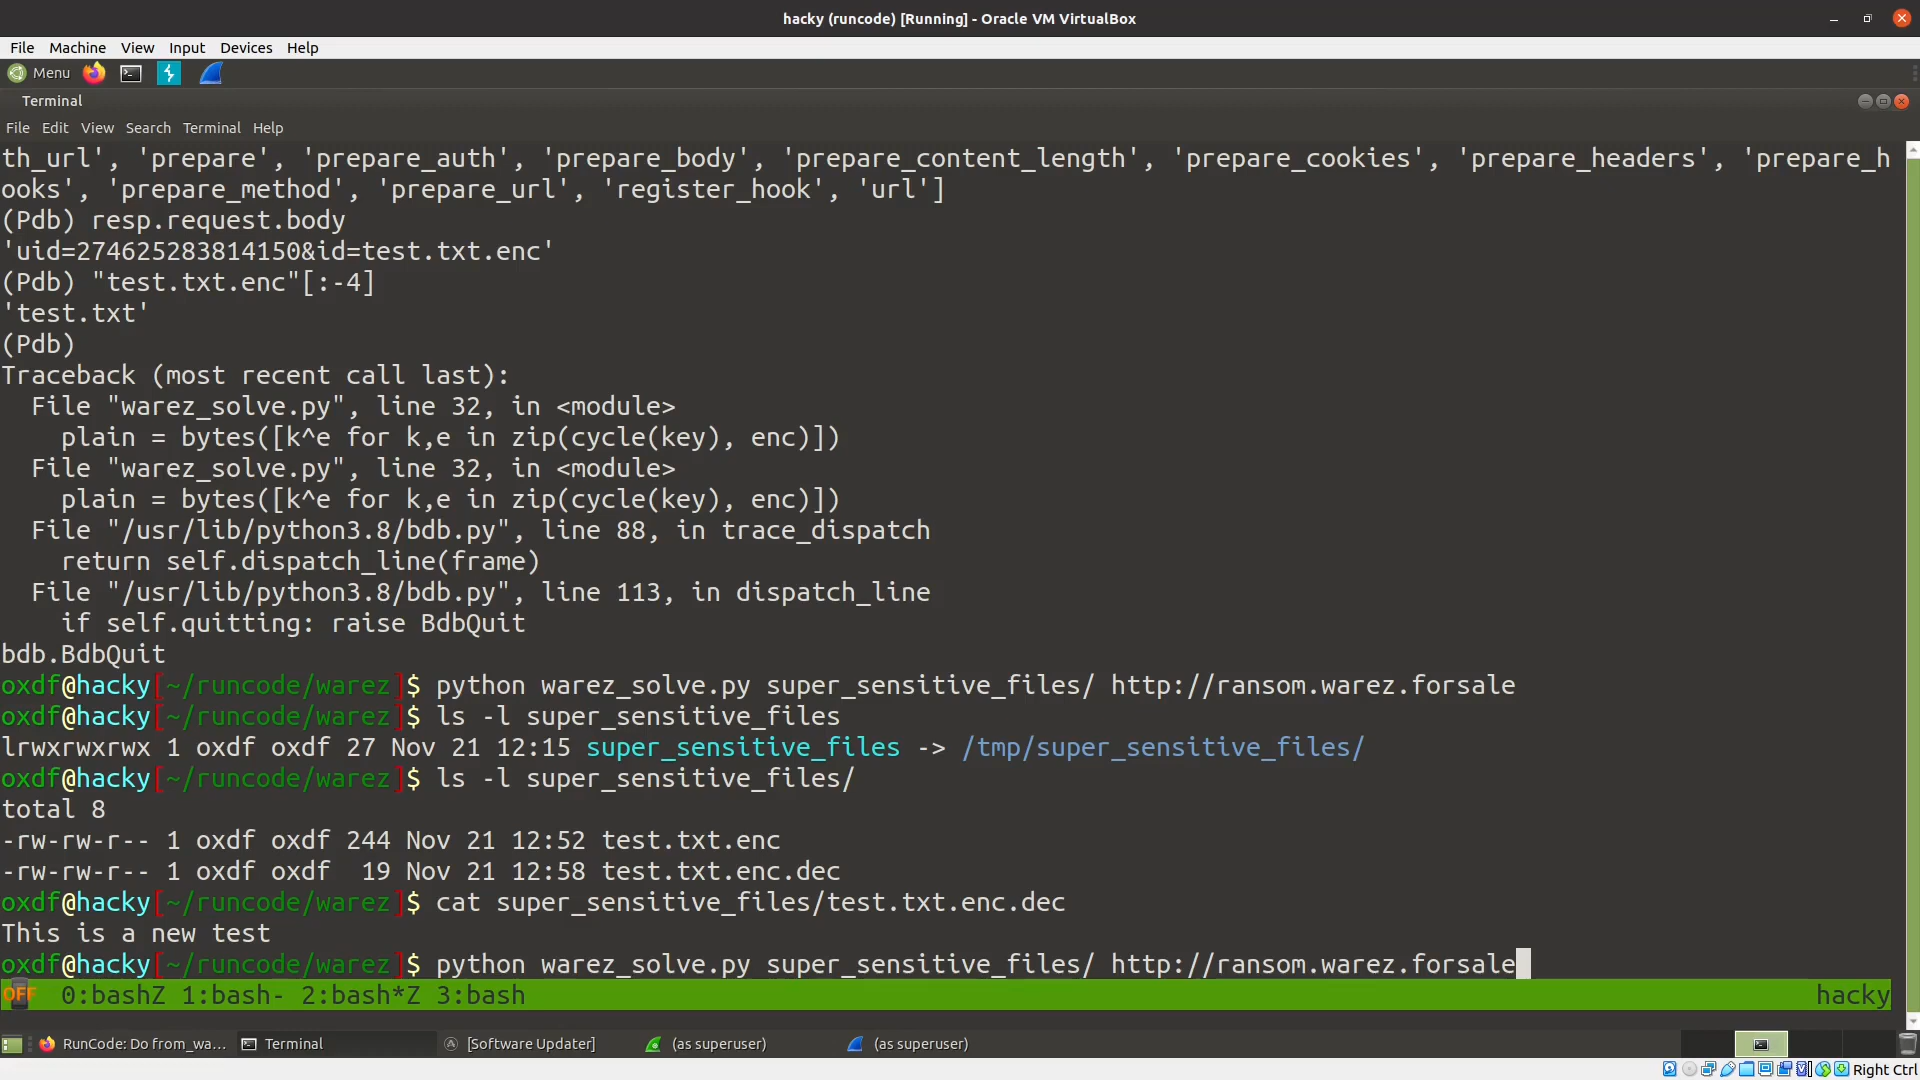 hacky (runcode) [Running] - Oracle VM VirtualBox
File Machine View Input Devices Help
Menu
Terminal
File Edit View Search Terminal Help
th_url', 'prepare', 'prepare_auth', 'prepare_body', 'prepare_content_length', 'prepare_cookies', 'prepare_headers', 'prepare_h
ooks', 'prepare_method', 'prepare_url', 'register_hook', 'url']
(Pdb) resp.request.body
'uid=274625283814150&id=test.txt.enc'
(Pdb) "test.txt.enc"[:-4]
'test.txt'
(Pdb)
Traceback (most recent call last):
  File "warez_solve.py", line 32, in <module>
    plain = bytes([k^e for k,e in zip(cycle(key), enc)])
  File "warez_solve.py", line 32, in <module>
    plain = bytes([k^e for k,e in zip(cycle(key), enc)])
  File "/usr/lib/python3.8/bdb.py", line 88, in trace_dispatch
    return self.dispatch_line(frame)
  File "/usr/lib/python3.8/bdb.py", line 113, in dispatch_line
    if self.quitting: raise BdbQuit
bdb.BdbQuit
oxdf@hacky[~/runcode/warez]$ python warez_solve.py super_sensitive_files/ http://ransom.warez.forsale
oxdf@hacky[~/runcode/warez]$ ls -l super_sensitive_files
lrwxrwxrwx 1 oxdf oxdf 27 Nov 21 12:15 super_sensitive_files -> /tmp/super_sensitive_files/
oxdf@hacky[~/runcode/warez]$ ls -l super_sensitive_files/
total 8
-rw-rw-r-- 1 oxdf oxdf 244 Nov 21 12:52 test.txt.enc
-rw-rw-r-- 1 oxdf oxdf  19 Nov 21 12:58 test.txt.enc.dec
oxdf@hacky[~/runcode/warez]$ cat super_sensitive_files/test.txt.enc.dec
This is a new test
oxdf@hacky[~/runcode/warez]$ python warez_solve.py super_sensitive_files/ http://ransom.warez.forsale
OFF 0:bashZ 1:bash- 2:bash*Z 3:bash hacky
RunCode: Do from_wa... Terminal [Software Updater] (as superuser) (as superuser)
Right Ctrl